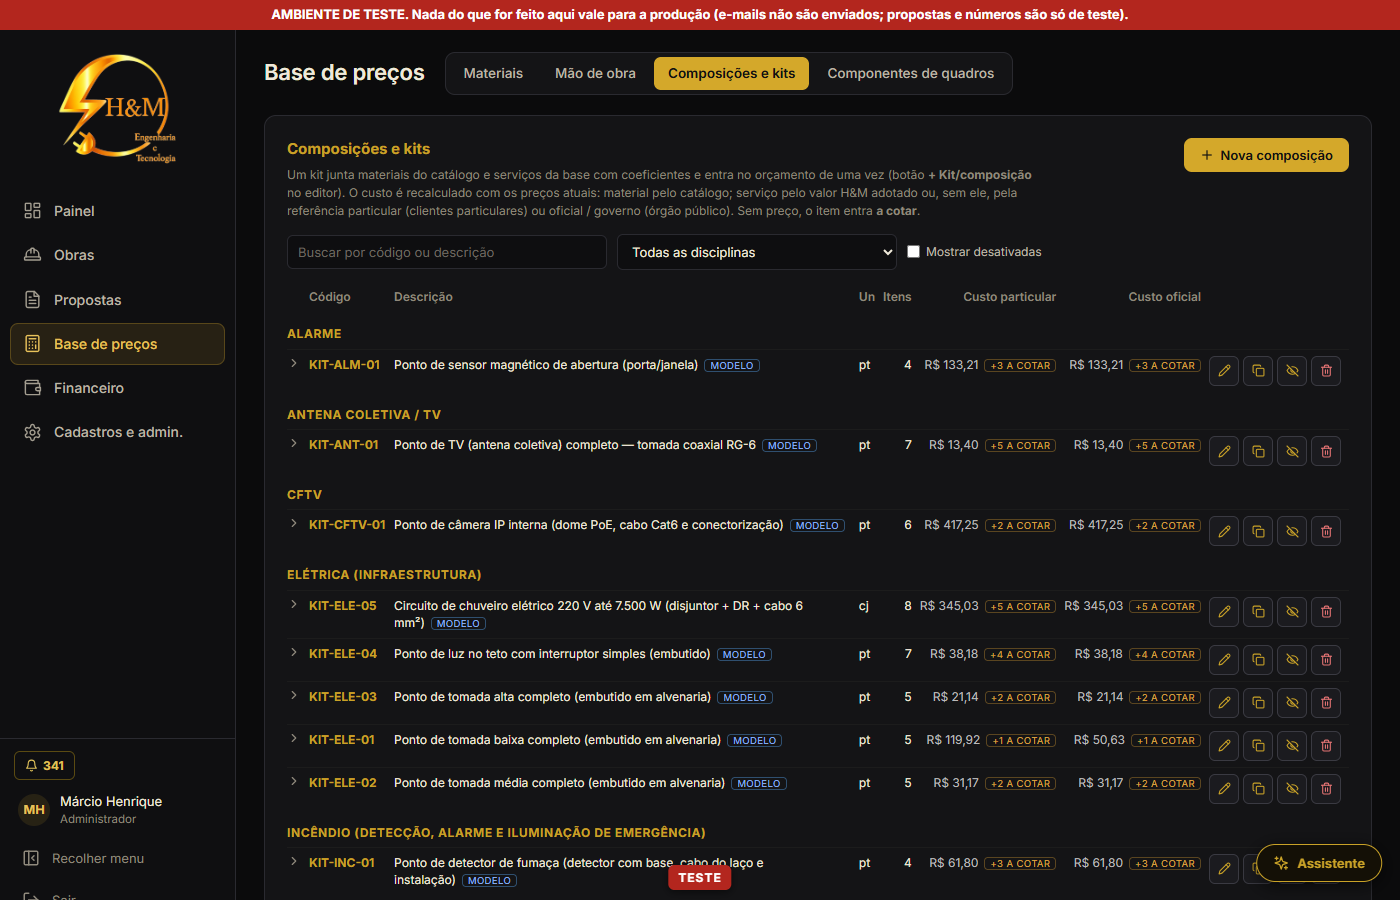 AMBIENTE DE TESTE. Nada do que for feito aqui vale para a produção (e-mails não são enviados; propostas e números são só de teste).
H&M
Engenharia
e
Tecnologia
Painel
Obras
Propostas
Base de preços
Financeiro
Cadastros e admin.
341
MH
Márcio Henrique
Administrador
Recolher menu
Sair
Base de preços
Materiais
Mão de obra
Composições e kits
Componentes de quadros
Composições e kits
Um kit junta materiais do catálogo e serviços da base com coeficientes e entra no orçamento de uma vez (botão + Kit/composição
no editor). O custo é recalculado com os preços atuais: material pelo catálogo; serviço pelo valor H&M adotado ou, sem ele, pela
referência particular (clientes particulares) ou oficial / governo (órgão público). Sem preço, o item entra a cotar.
+ Nova composição
Buscar por código ou descrição
Todas as disciplinas
Mostrar desativadas
Código Descrição Un Itens Custo particular Custo oficial
ALARME
KIT-ALM-01 Ponto de sensor magnético de abertura (porta/janela) MODELO pt 4 R$ 133,21 +3 A COTAR R$ 133,21 +3 A COTAR
ANTENA COLETIVA / TV
KIT-ANT-01 Ponto de TV (antena coletiva) completo — tomada coaxial RG-6 MODELO pt 7 R$ 13,40 +5 A COTAR R$ 13,40 +5 A COTAR
CFTV
KIT-CFTV-01 Ponto de câmera IP interna (dome PoE, cabo Cat6 e conectorização) MODELO pt 6 R$ 417,25 +2 A COTAR R$ 417,25 +2 A COTAR
ELÉTRICA (INFRAESTRUTURA)
KIT-ELE-05 Circuito de chuveiro elétrico 220 V até 7.500 W (disjuntor + DR + cabo 6 cj 8 R$ 345,03 +5 A COTAR R$ 345,03 +5 A COTAR
mm²) MODELO
KIT-ELE-04 Ponto de luz no teto com interruptor simples (embutido) MODELO pt 7 R$ 38,18 +4 A COTAR R$ 38,18 +4 A COTAR
KIT-ELE-03 Ponto de tomada alta completo (embutido em alvenaria) MODELO pt 5 R$ 21,14 +2 A COTAR R$ 21,14 +2 A COTAR
KIT-ELE-01 Ponto de tomada baixa completo (embutido em alvenaria) MODELO pt 5 R$ 119,92 +1 A COTAR R$ 50,63 +1 A COTAR
KIT-ELE-02 Ponto de tomada média completo (embutido em alvenaria) MODELO pt 5 R$ 31,17 +2 A COTAR R$ 31,17 +2 A COTAR
INCÊNDIO (DETECÇÃO, ALARME E ILUMINAÇÃO DE EMERGÊNCIA)
KIT-INC-01 Ponto de detector de fumaça (detector com base, cabo do laço e pt 4 R$ 61,80 +3 A COTAR R$ 61,80 +3 A COTAR
instalação) MODELO
TESTE
Assistente